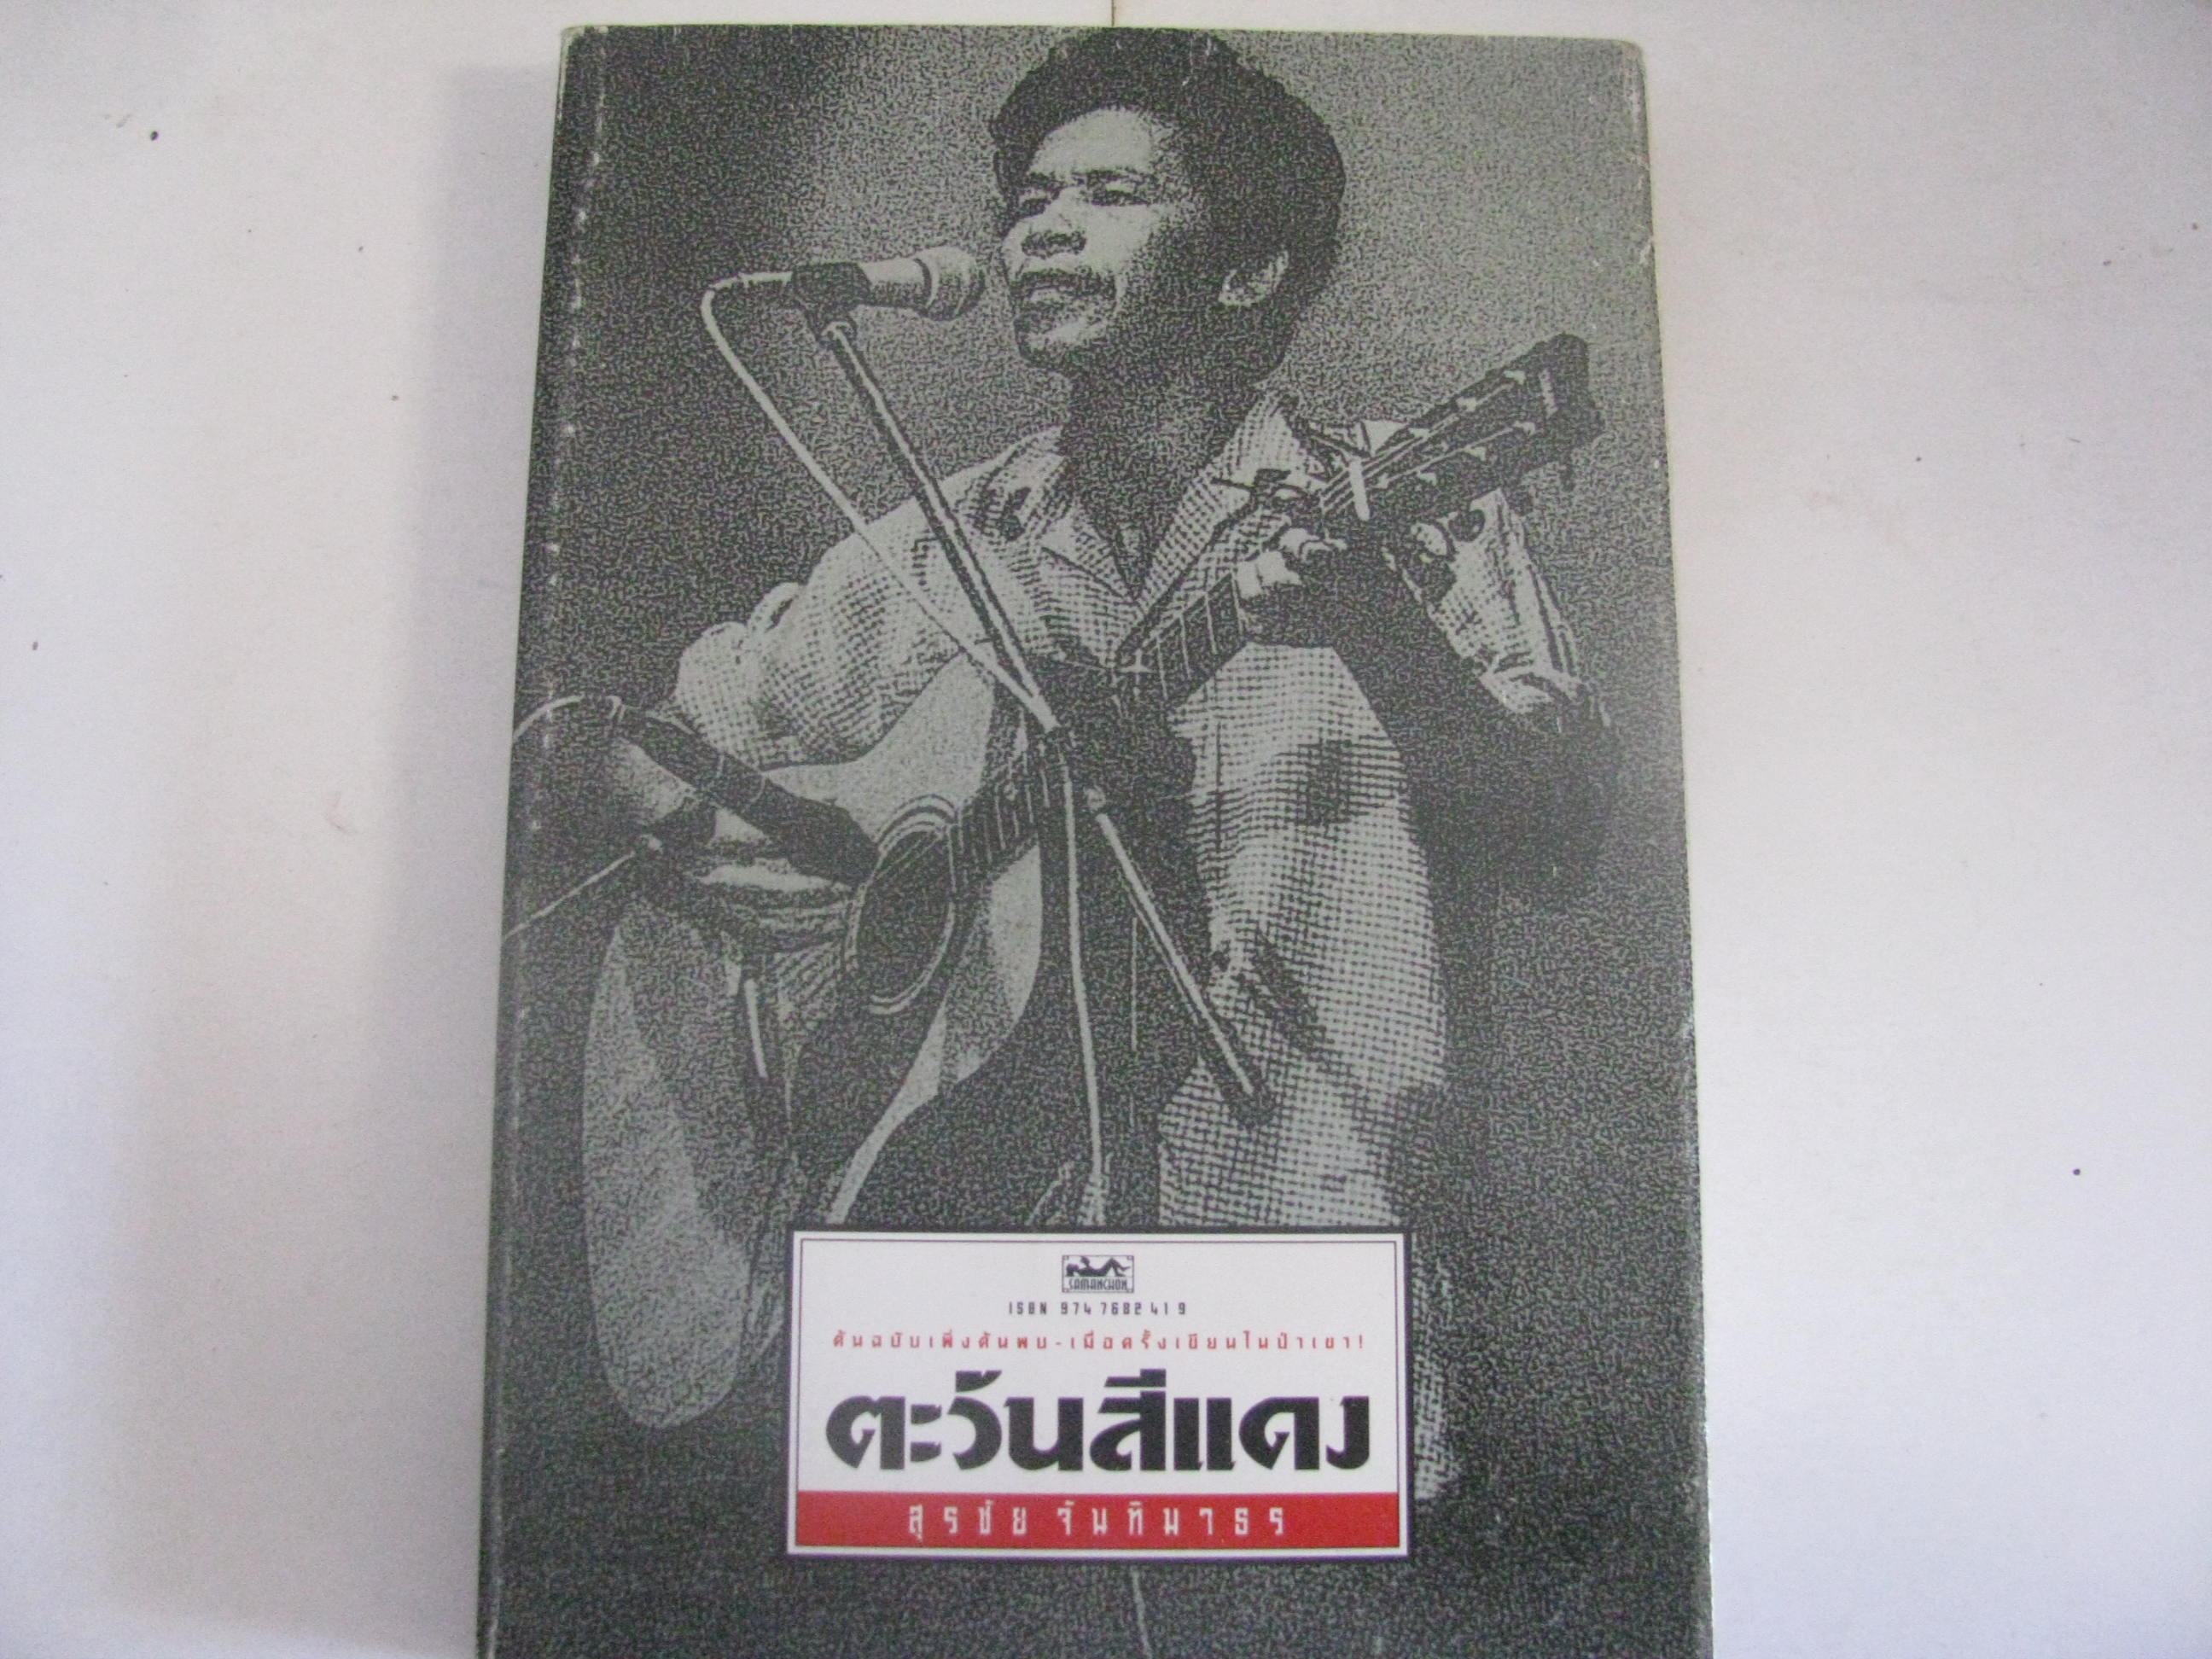 SAMANCHON
ISBN 974 7682 41 9
ต้นฉบับเพิ่งค้นพบ-เมื่อครั้งเขียนในป่าเขา!
ตะวันสีแดง
สุรชัย จันทิมาธร